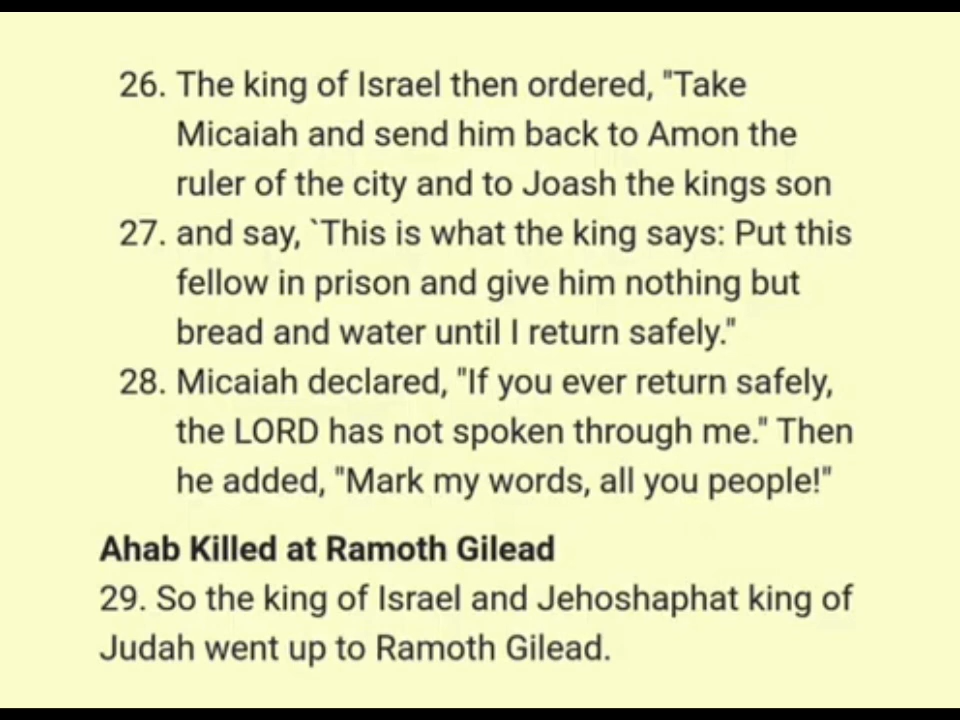 26. The king of Israel then ordered, "Take
Micaiah and send him back to Amon the
ruler of the city and to Joash the kings son
27. and say, `This is what the king says: Put this
fellow in prison and give him nothing but
bread and water until I return safely."
28. Micaiah declared, "If you ever return safely,
the LORD has not spoken through me." Then
he added, "Mark my words, all you people!"
Ahab Killed at Ramoth Gilead
29. So the king of Israel and Jehoshaphat king of
Judah went up to Ramoth Gilead.